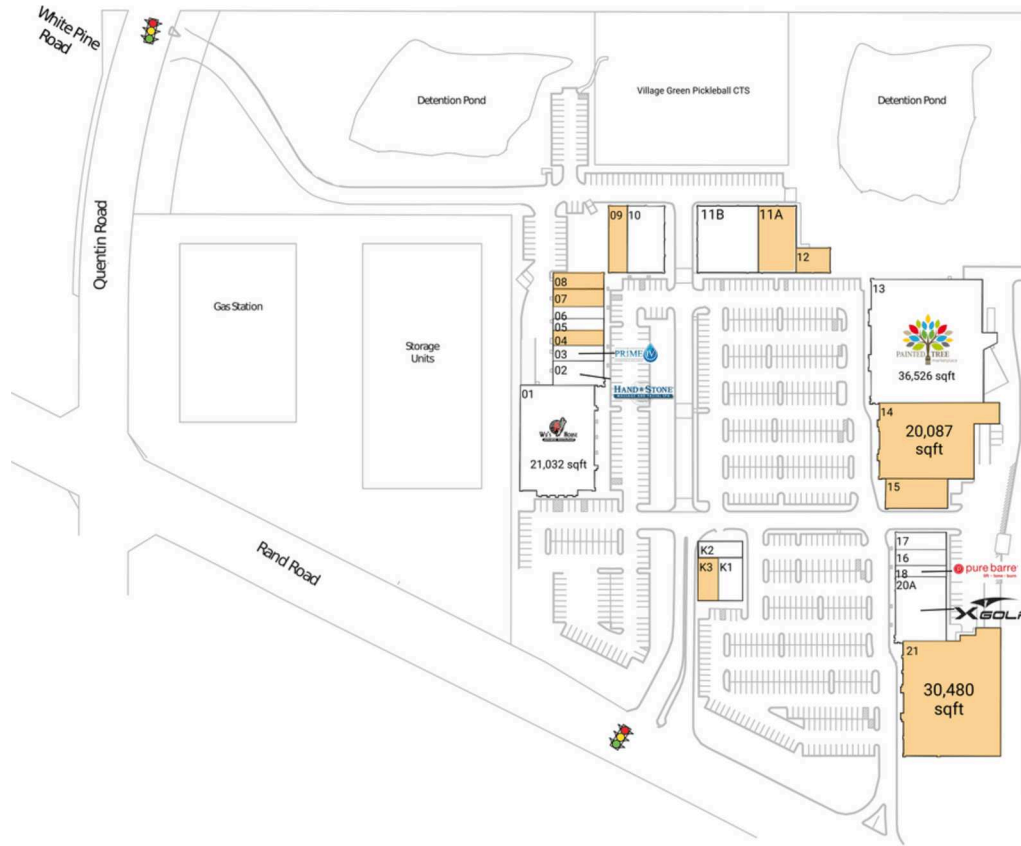 White Pine
Road
Detention Pond
Village Green Pickleball CTS
Detention Pond
Quentin Road
09
10
11B
11A
12
Gas Station
Storage
Units
08
07
06
05
04
03
PRIME IV
02
HAND & STONE
01
21,032 sqft
13
PAINTED TREE
36,526 sqft
14
20,087
sqft
15
Rand Road
K2
K3
K1
17
16
18
pure barre
20A
XGOLF
21
30,480
sqft